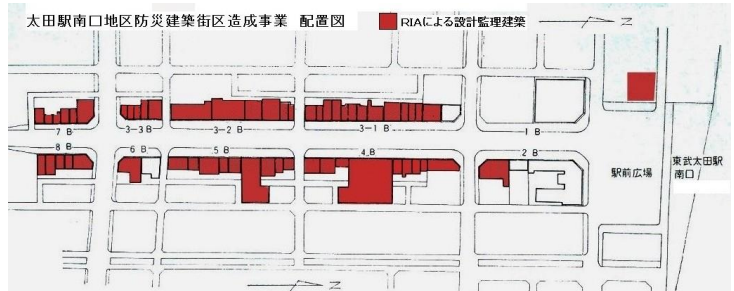 太田駅南口地区防災建築街区造成事業 配置図
RIAによる設計監理建築
N
7 B
3-3 B
3-2 B
3-1 B
1 B
8 B
6 B
5 B
4 B
2 B
駅前広場
東武太田駅
南口
N